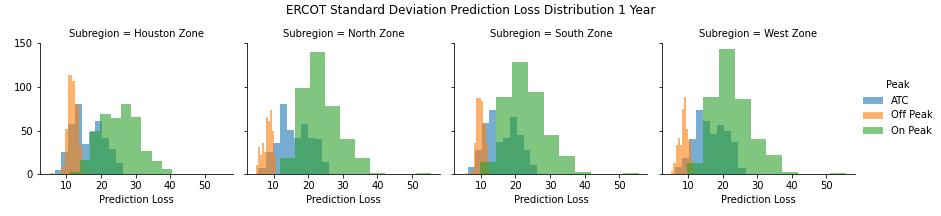 ERCOT Standard Deviation Prediction Loss Distribution 1 Year
Subregion = Houston Zone
Subregion = North Zone
Subregion = South Zone
Subregion = West Zone
150
100
50
0
10 20 30 40 50
10 20 30 40 50
10 20 30 40 50
10 20 30 40 50
Prediction Loss
Prediction Loss
Prediction Loss
Prediction Loss
Peak
ATC
Off Peak
On Peak